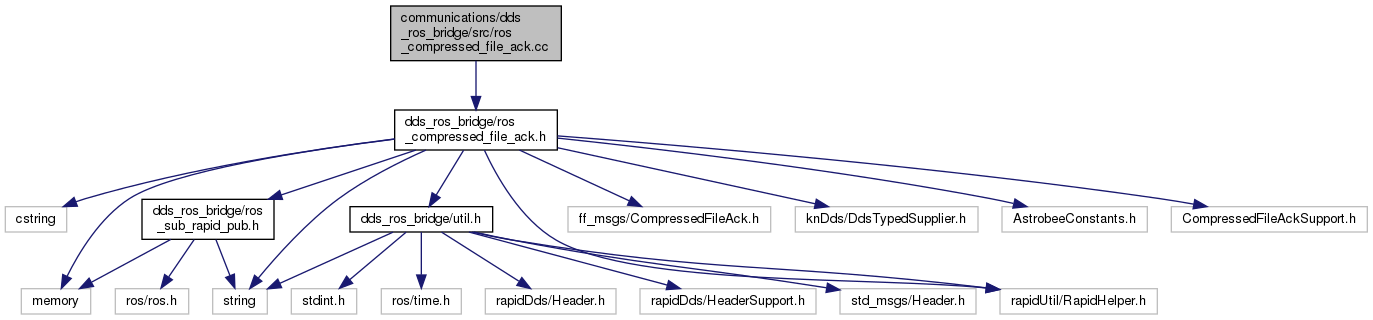 communications/dds
_ros_bridge/src/ros
_compressed_file_ack.cc
dds_ros_bridge/ros
_compressed_file_ack.h
cstring
dds_ros_bridge/ros
_sub_rapid_pub.h
dds_ros_bridge/util.h
ff_msgs/CompressedFileAck.h
knDds/DdsTypedSupplier.h
AstrobeeConstants.h
CompressedFileAckSupport.h
memory
ros/ros.h
string
stdint.h
ros/time.h
rapidDds/Header.h
rapidDds/HeaderSupport.h
std_msgs/Header.h
rapidUtil/RapidHelper.h